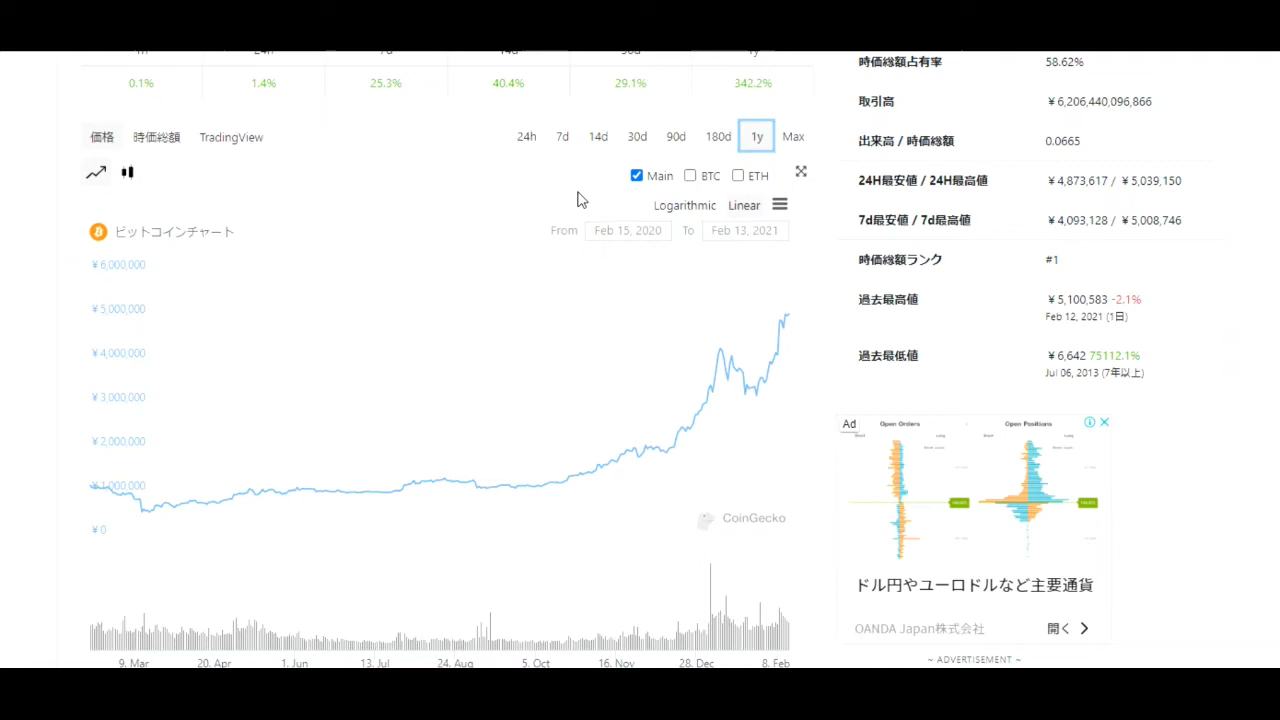 0.1% 1.4% 25.3% 40.4% 29.1% 342.2%
価格 時価総額 TradingView 24h 7d 14d 30d 90d 180d 1y Max
Main BTC ETH
Logarithmic Linear
ビットコインチャート From Feb 15, 2020 To Feb 13, 2021
¥6,000,000
¥5,000,000
¥4,000,000
¥3,000,000
¥2,000,000
¥1,000,000
¥0
CoinGecko
9. Mar 20. Apr 1. Jun 13. Jul 24. Aug 5. Oct 16. Nov 28. Dec 8. Feb
時価総額占有率 58.62%
取引高 ¥6,206,440,096,866
出来高 / 時価総額 0.0665
24H最安値 / 24H最高値 ¥4,873,617 / ¥5,039,150
7d最安値 / 7d最高値 ¥4,093,128 / ¥5,008,746
時価総額ランク #1
過去最高値 ¥5,100,583 -2.1%
Feb 12, 2021 (1日)
過去最低値 ¥6,642 75112.1%
Jul 06, 2013 (7年以上)
Ad Open Orders Open Positions
ドル円やユーロドルなど主要通貨
OANDA Japan株式会社 開く
~ ADVERTISEMENT ~